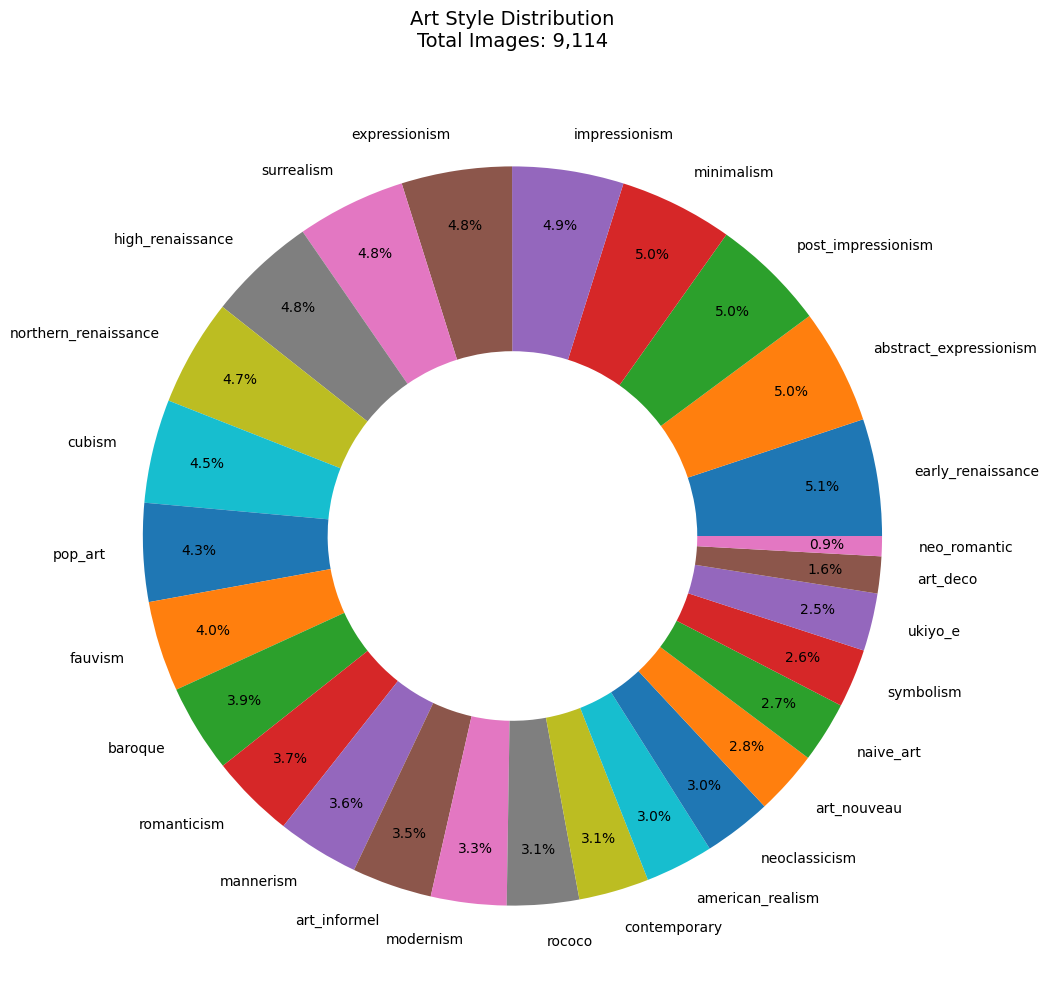 Art Style Distribution
Total Images: 9,114
expressionism
impressionism
surrealism
minimalism
high_renaissance
post_impressionism
northern_renaissance
abstract_expressionism
cubism
early_renaissance
pop_art
neo_romantic
art_deco
fauvism
ukiyo_e
symbolism
baroque
naive_art
romanticism
art_nouveau
mannerism
neoclassicism
art_informel
american_realism
modernism
contemporary
rococo
4.8%
4.9%
4.8%
5.0%
4.8%
5.0%
4.7%
5.0%
4.5%
5.1%
4.3%
0.9%
1.6%
4.0%
2.5%
2.6%
3.9%
2.7%
3.7%
2.8%
3.6%
3.0%
3.5%
3.0%
3.3%
3.1%
3.1%